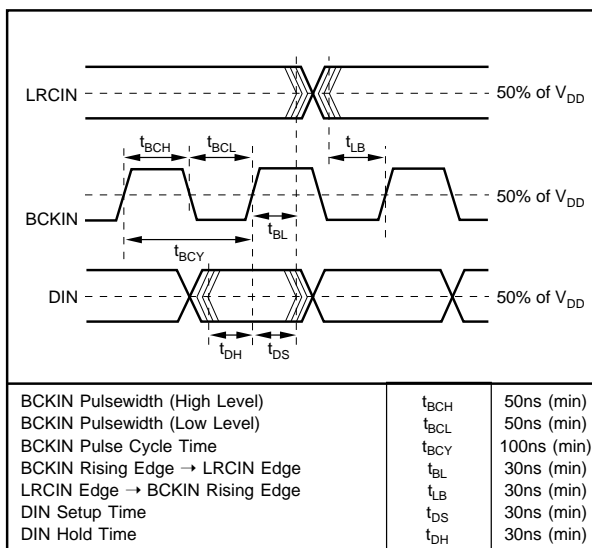 LRCIN
50% of V_DD
t_BCH t_BCL t_LB
BCKIN
50% of V_DD
t_BL
t_BCY
DIN
50% of V_DD
t_DH t_DS
BCKIN Pulsewidth (High Level) t_BCH 50ns (min)
BCKIN Pulsewidth (Low Level) t_BCL 50ns (min)
BCKIN Pulse Cycle Time t_BCY 100ns (min)
BCKIN Rising Edge → LRCIN Edge t_BL 30ns (min)
LRCIN Edge → BCKIN Rising Edge t_LB 30ns (min)
DIN Setup Time t_DS 30ns (min)
DIN Hold Time t_DH 30ns (min)